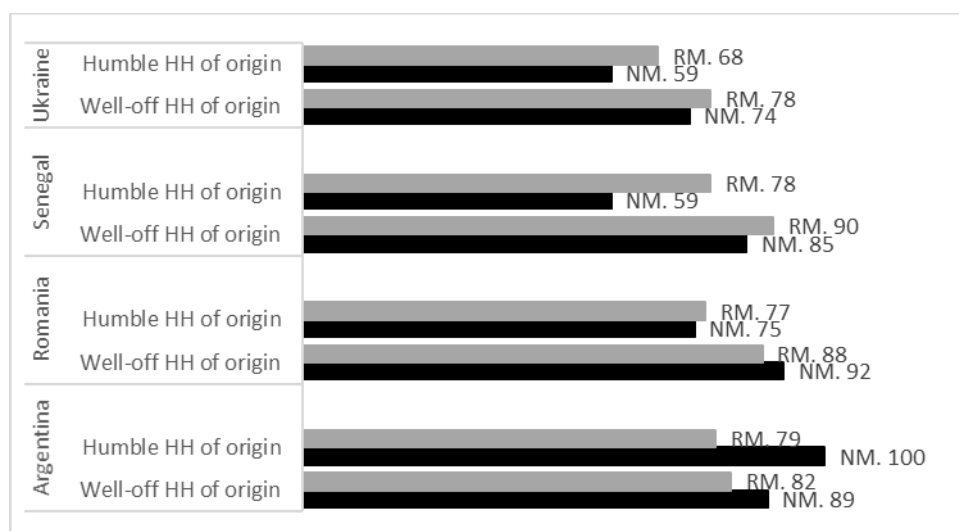 Ukraine
Humble HH of origin
RM. 68
NM. 59
Well-off HH of origin
RM. 78
NM. 74
Senegal
Humble HH of origin
RM. 78
NM. 59
Well-off HH of origin
RM. 90
NM. 85
Romania
Humble HH of origin
RM. 77
NM. 75
Well-off HH of origin
RM. 88
NM. 92
Argentina
Humble HH of origin
RM. 79
NM. 100
Well-off HH of origin
RM. 82
NM. 89